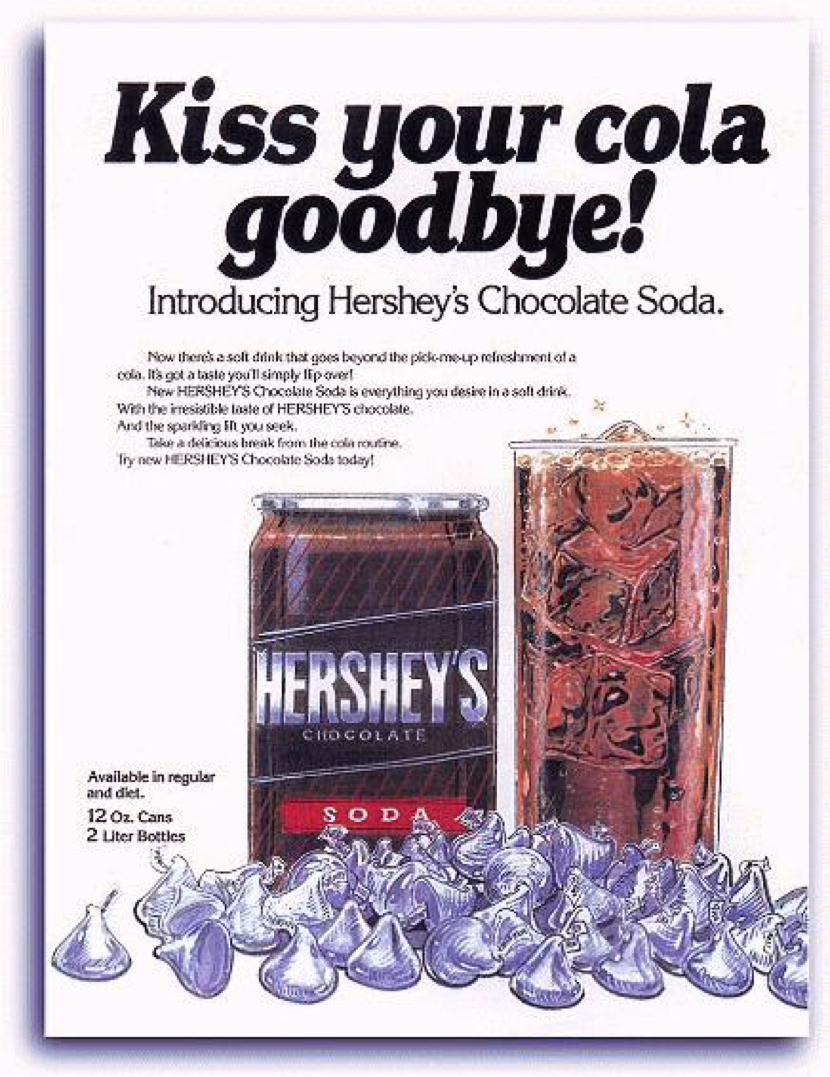 Kiss your cola
goodbye!
Introducing Hershey's Chocolate Soda.
Now there's a soft drink that goes beyond the pick-me-up refreshment of a
cola. It's got a taste you'll simply flip over!
New HERSHEY'S Chocolate Soda is everything you desire in a soft drink.
With the irresistible taste of HERSHEY'S chocolate.
And the sparkling lift you seek.
Take a delicious break from the cola routine.
Try new HERSHEY'S Chocolate Soda today!
HERSHEY'S
CHOCOLATE
SODA
Available in regular
and diet.
12 Oz. Cans
2 Liter Bottles